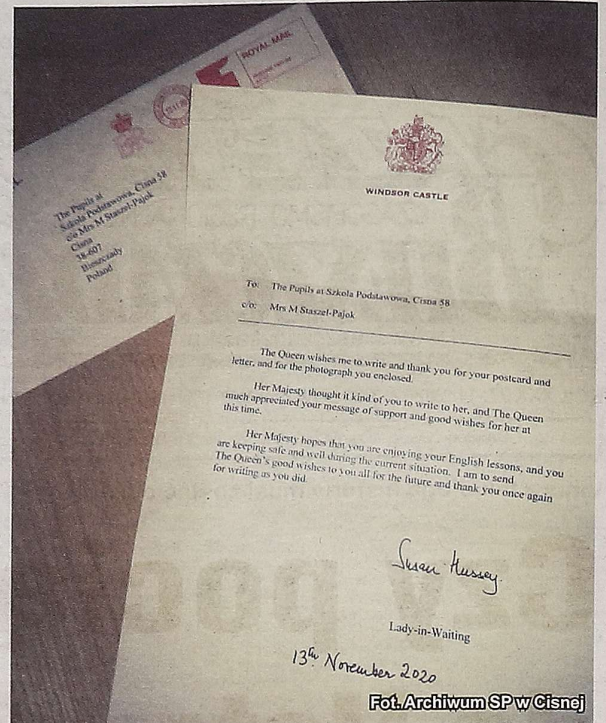 ROYAL MAIL
The Pupils at
Szkola Podstawowa, Cisna 58
c/o Mrs M Staszel-Pajok
Cisna
38-607
Bieszczady
Poland
WINDSOR CASTLE
To: The Pupils at Szkola Podstawowa, Cisna 58
c/o: Mrs M Staszel-Pajok
The Queen wishes me to write and thank you for your postcard and
letter, and for the photograph you enclosed.
Her Majesty thought it kind of you to write to her, and The Queen
much appreciated your message of support and good wishes for her at
this time.
Her Majesty hopes that you are enjoying your English lessons, and you
are keeping safe and well during the current situation. I am to send
The Queen's good wishes to you all for the future and thank you once again
for writing as you did.
Susan Hussey.
Lady-in-Waiting
13th November 2020
Fot. Archiwum SP w Cisnej